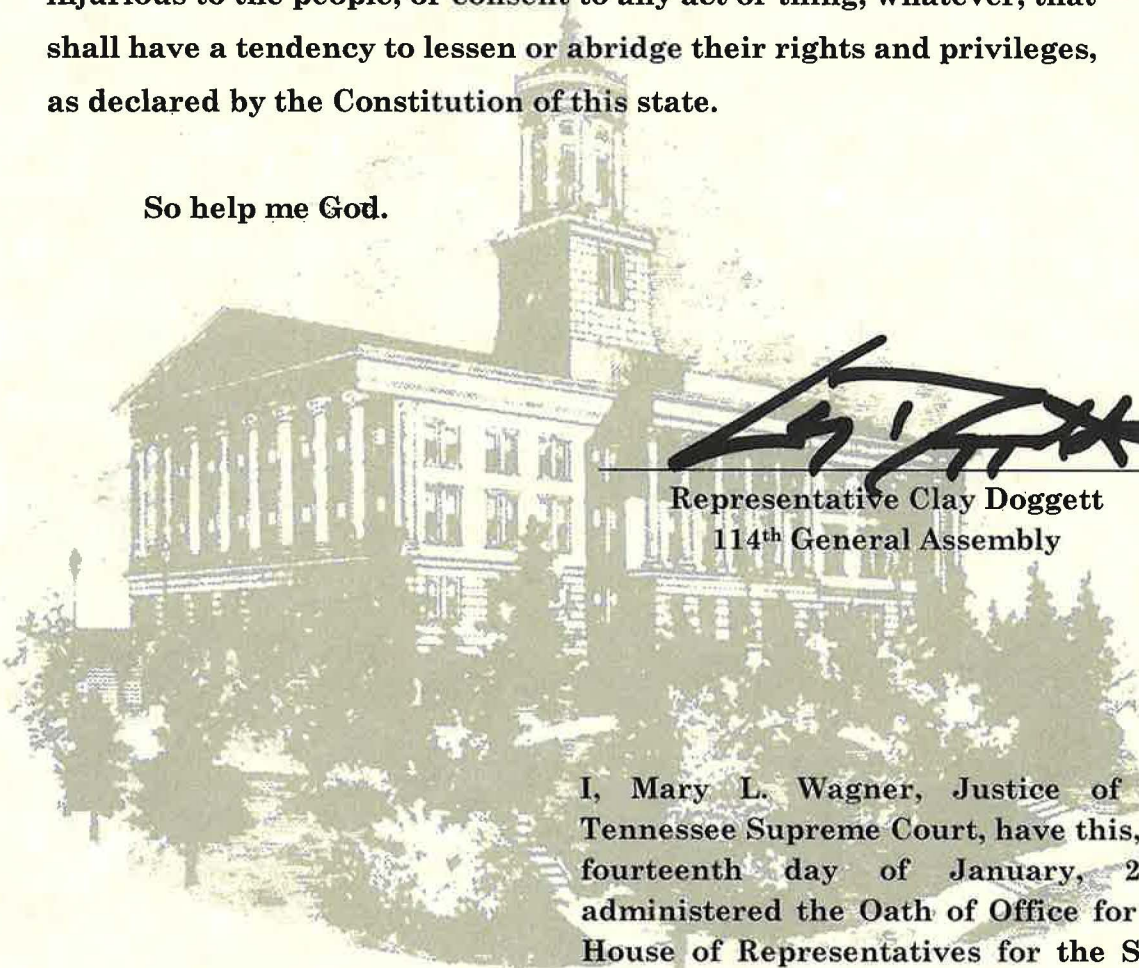 injurious to the people, or consent to any act or thing, whatever, that
shall have a tendency to lessen or abridge their rights and privileges,
as declared by the Constitution of this state.
So help me God.
Representative Clay Doggett
114th General Assembly
I, Mary L. Wagner, Justice of
Tennessee Supreme Court, have this,
fourteenth day of January, 2
administered the Oath of Office for
House of Representatives for the S